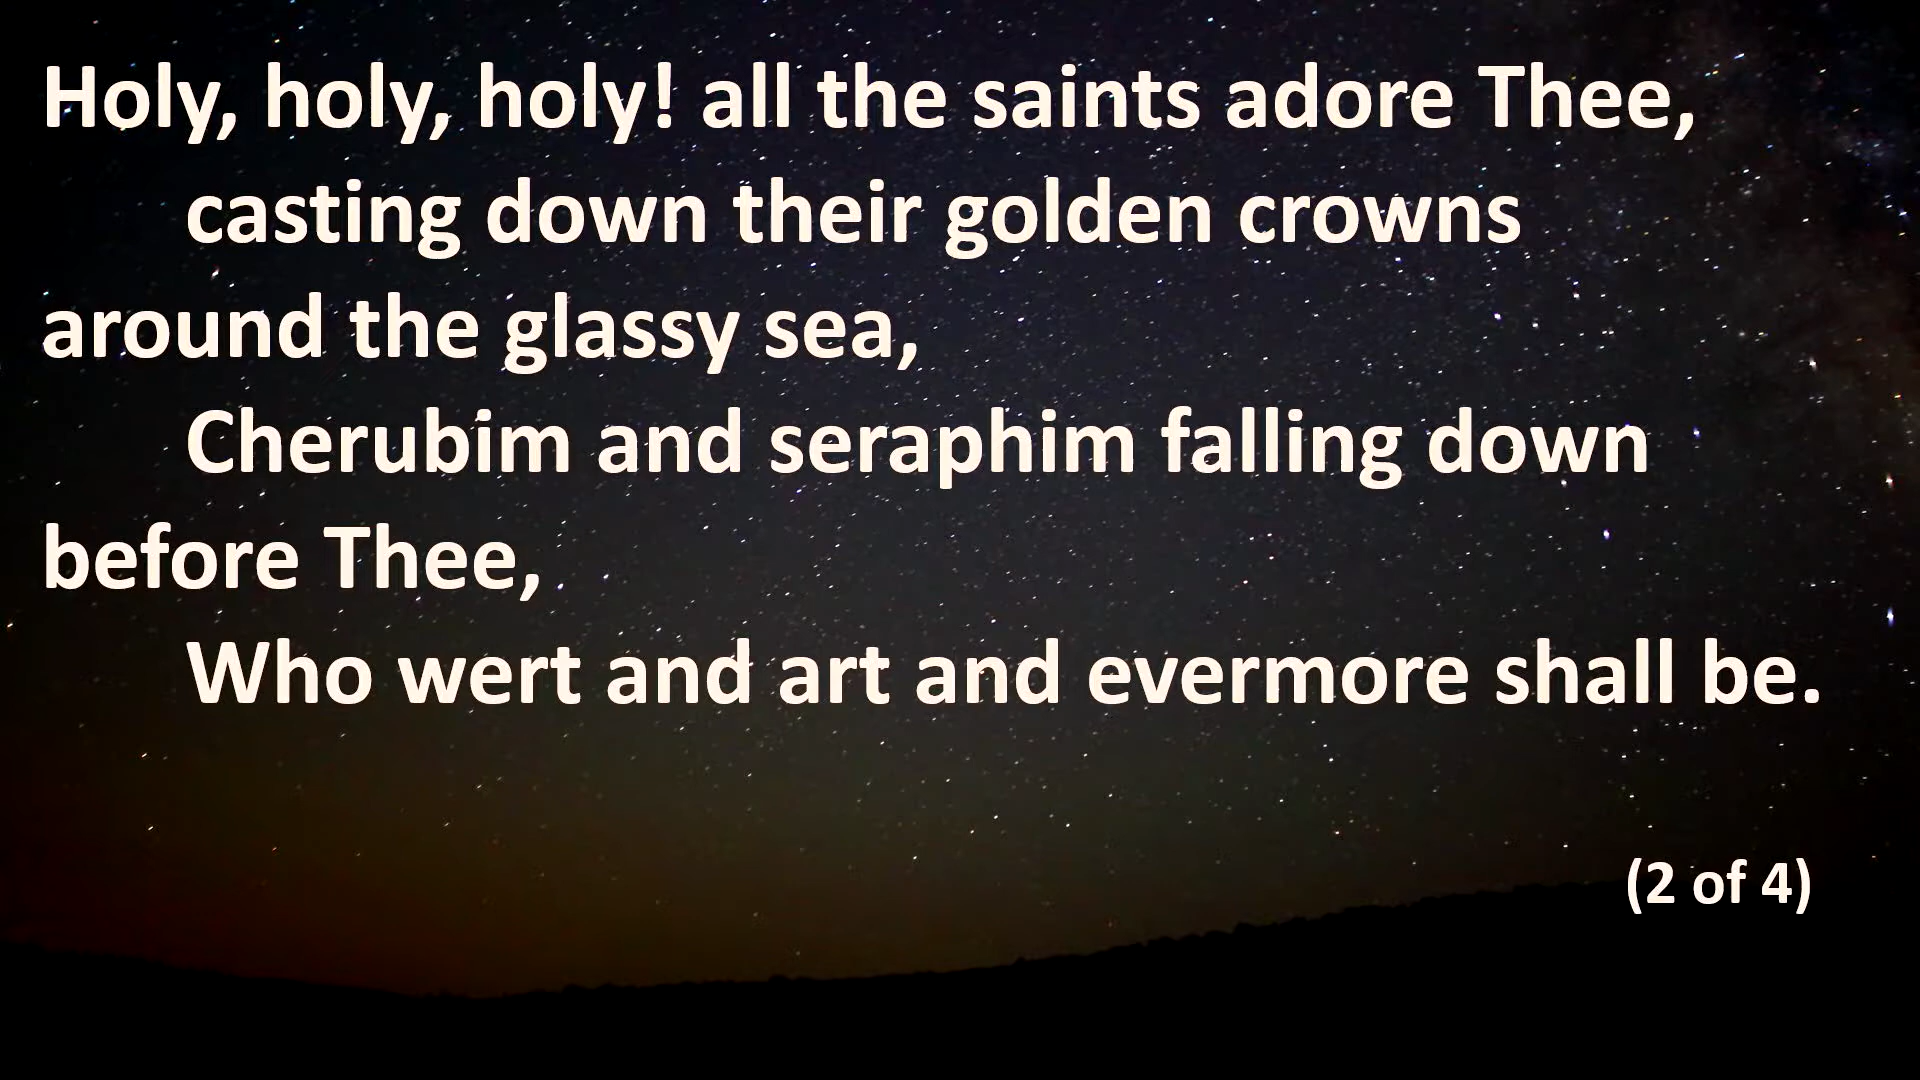 Holy, holy, holy! all the saints adore Thee,
casting down their golden crowns
around the glassy sea,
Cherubim and seraphim falling down
before Thee,
Who wert and art and evermore shall be.
(2 of 4)